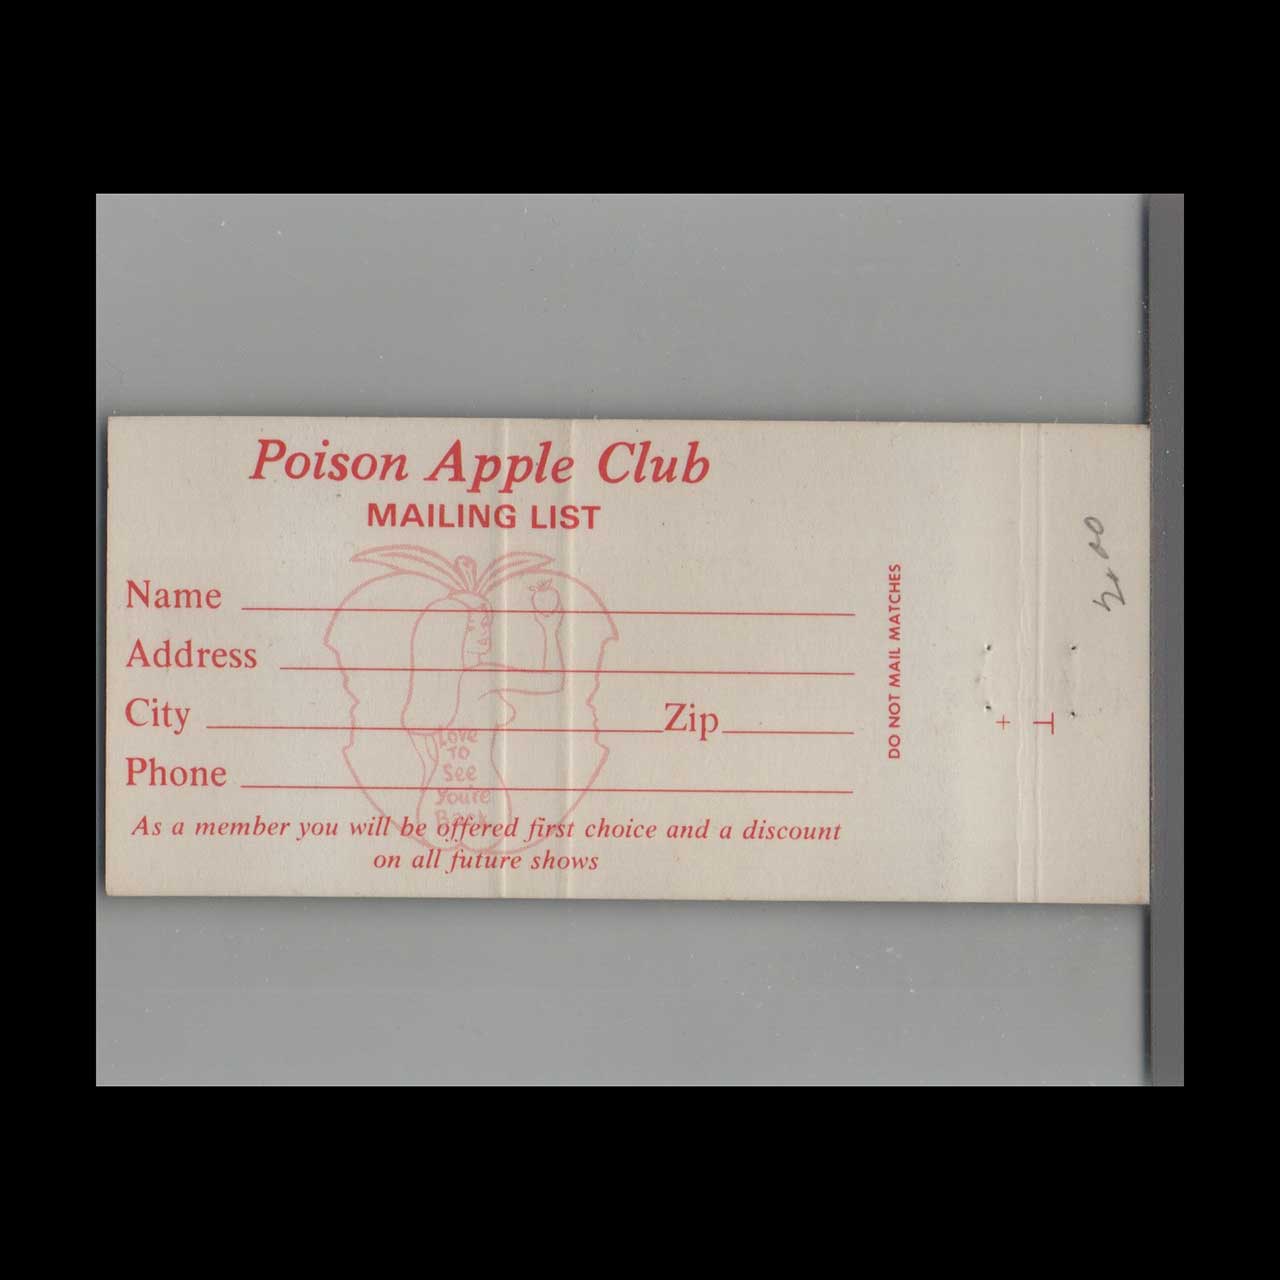 Poison Apple Club
MAILING LIST
Name
Address
City Zip
Phone
Love
To
See
You're
Back
As a member you will be offered first choice and a discount
on all future shows
DO NOT MAIL MATCHES